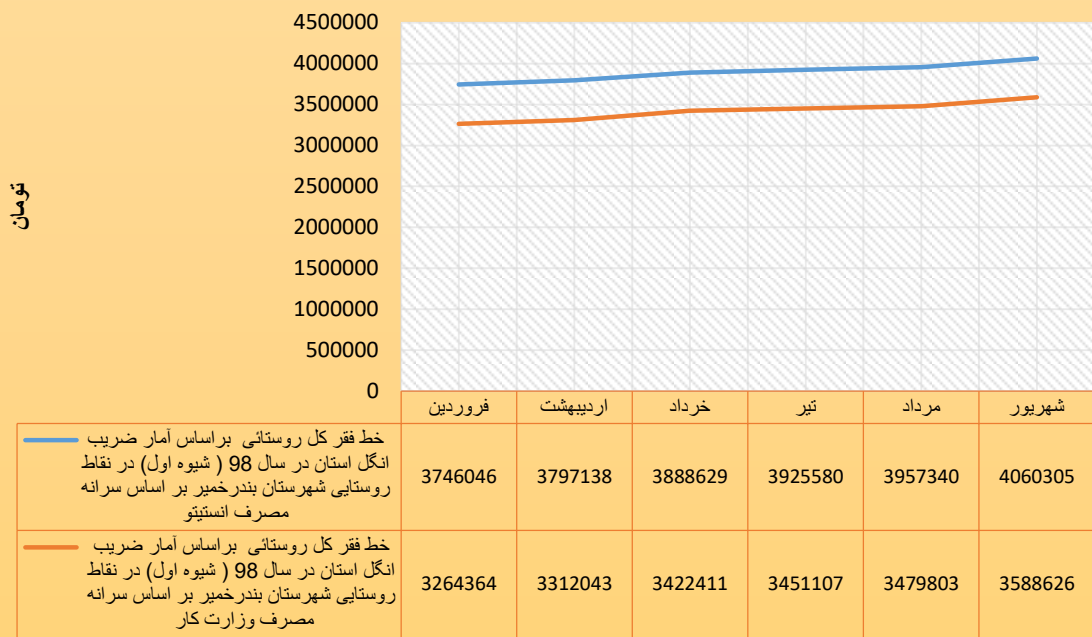 4500000
4000000
3500000
3000000
2500000
2000000
1500000
1000000
500000
0
تومان
فروردین اردیبهشت خرداد تیر مرداد شهریور
خط فقر کل روستائی براساس آمار ضریب
انگل استان در سال 98 ( شیوه اول) در نقاط
روستایی شهرستان بندرخمیر بر اساس سرانه
مصرف انستیتو
3746046 3797138 3888629 3925580 3957340 4060305
خط فقر کل روستائی براساس آمار ضریب
انگل استان در سال 98 ( شیوه اول) در نقاط
روستایی شهرستان بندرخمیر بر اساس سرانه
مصرف وزارت کار
3264364 3312043 3422411 3451107 3479803 3588626